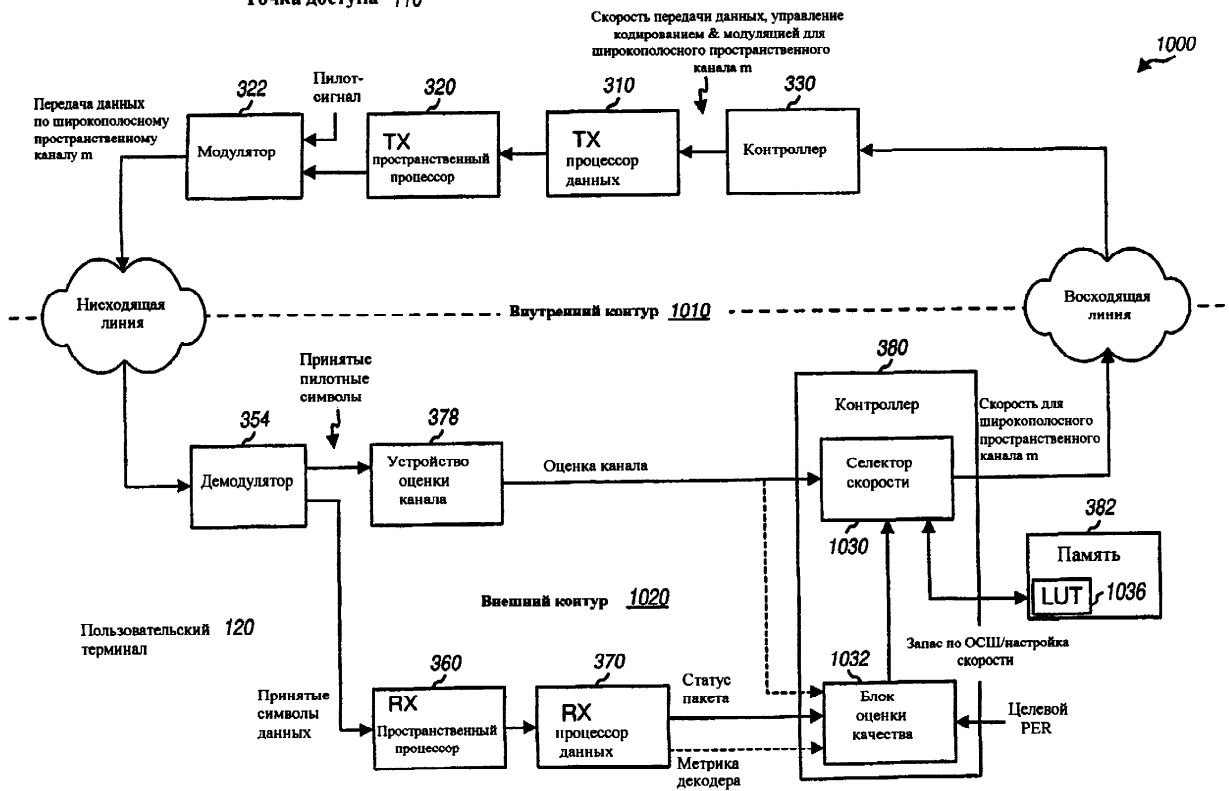 Точка доступа 110
Скорость передачи данных, управление
кодированием & модуляцией для
широкополосного пространственного
канала m
1000
Передача данных
по широкополосному
пространственному
каналу m
322
Модулятор
Пилот-
сигнал
320
TX
пространственный
процессор
310
TX
процессор
данных
330
Контроллер
Нисходящая
линия
Внутренний контур 1010
Восходящая
линия
Принятые
пилотные
символы
354
Демодулятор
378
Устройство
оценки
канала
Оценка канала
380
Контроллер
Селектор
скорости
1030
Скорость для
широкополосного
пространственного
канала m
382
Память
LUT
1036
Внешний контур 1020
Пользовательский 120
терминал
Запас по ОСШ/настройка
скорости
Принятые
символы
данных
360
RX
Пространственный
процессор
370
RX
процессор
данных
Статус
пакета
Метрика
декодера
1032
Блок
оценки
качества
Целевой
PER